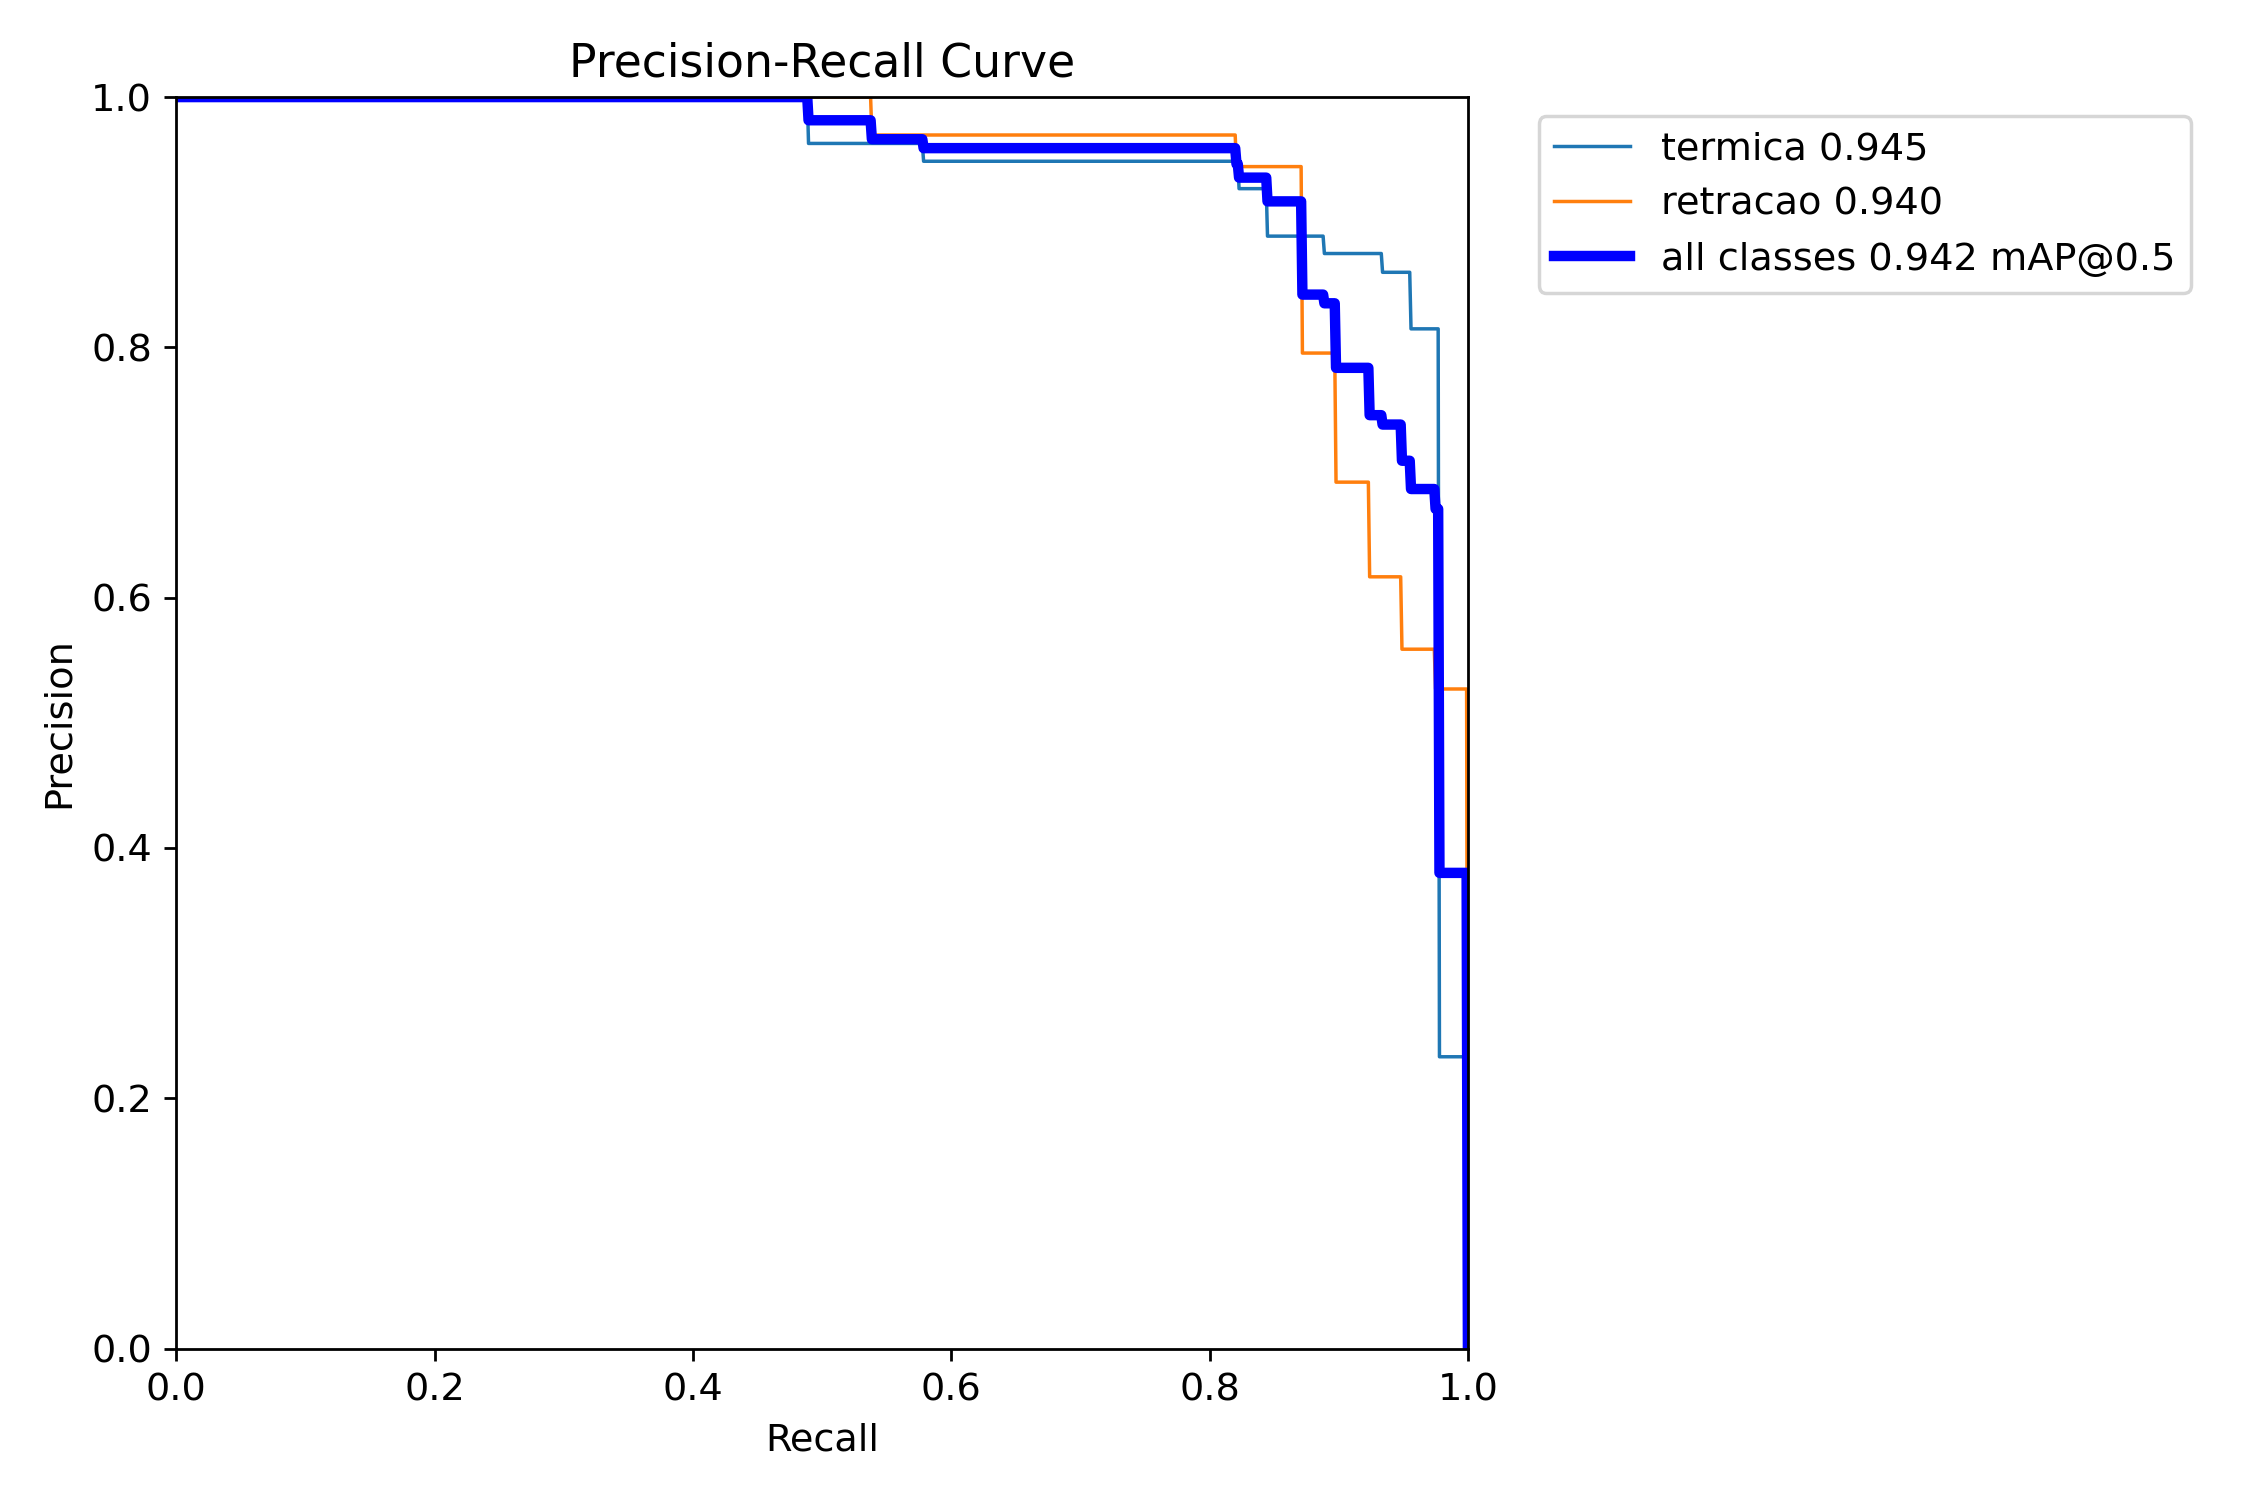 Precision-Recall Curve
1.0
0.8
0.6
0.4
0.2
0.0
Precision
0.0 0.2 0.4 0.6 0.8 1.0
Recall
termica 0.945
retracao 0.940
all classes 0.942 mAP@0.5